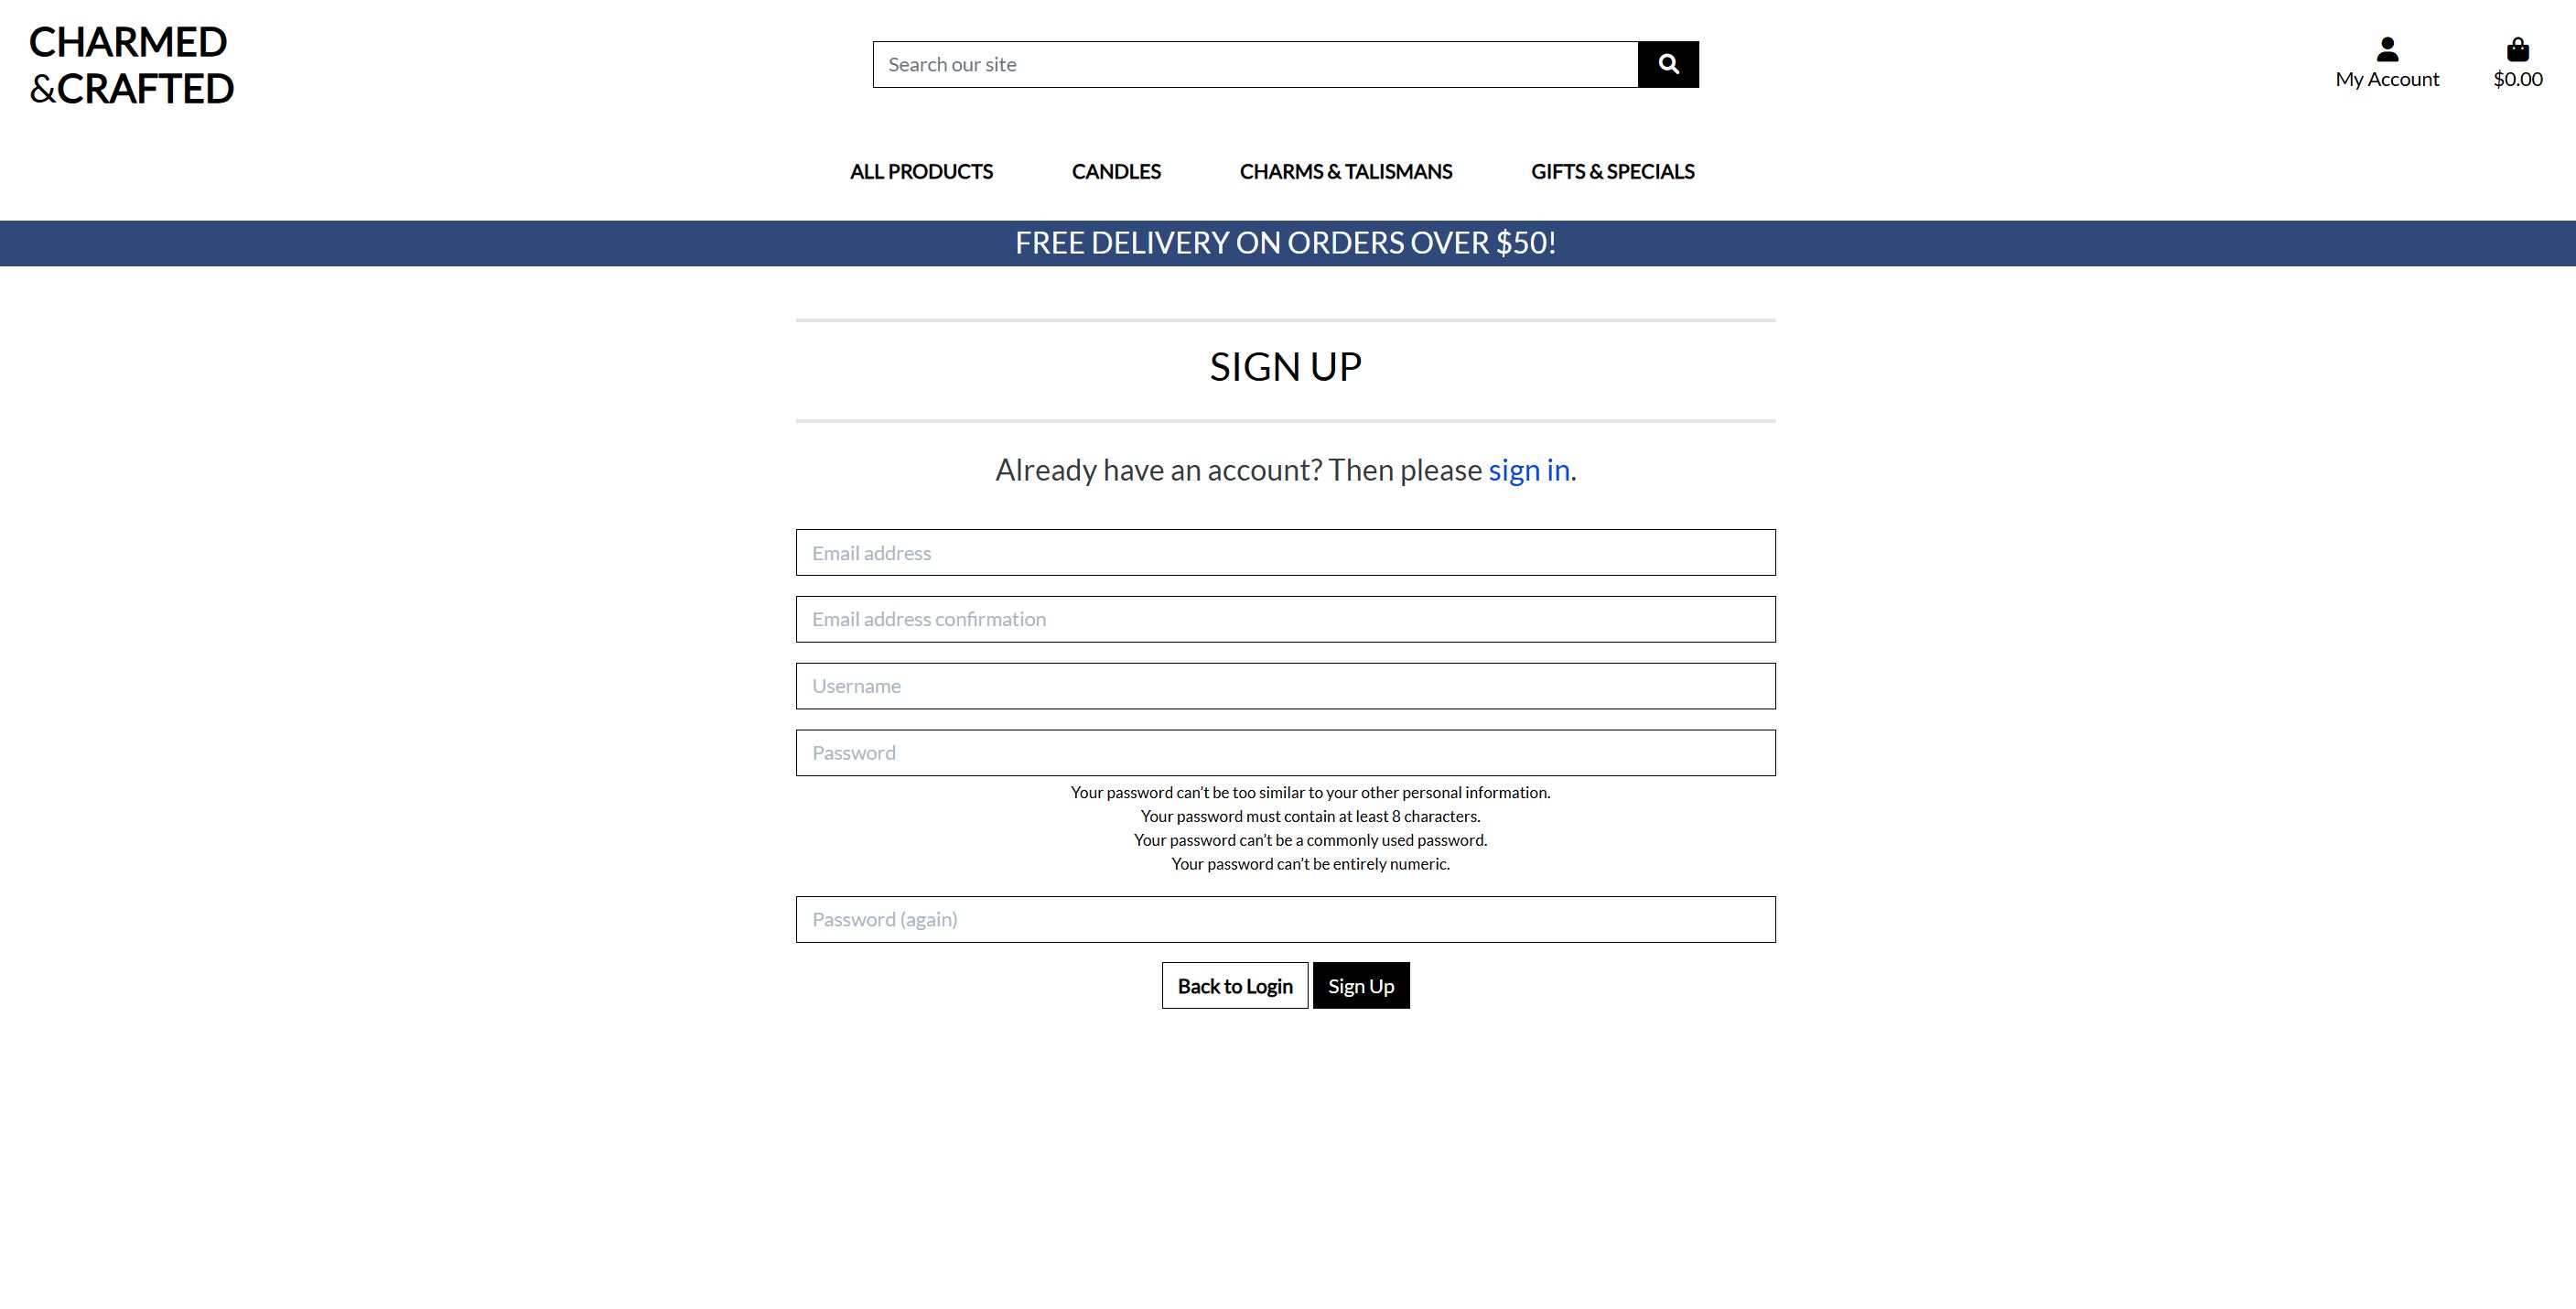 CHARMED
&CRAFTED
Search our site
My Account
$0.00
ALL PRODUCTS
CANDLES
CHARMS & TALISMANS
GIFTS & SPECIALS
FREE DELIVERY ON ORDERS OVER $50!
SIGN UP
Already have an account? Then please sign in.
Email address
Email address confirmation
Username
Password
Your password can’t be too similar to your other personal information.
Your password must contain at least 8 characters.
Your password can’t be a commonly used password.
Your password can’t be entirely numeric.
Password (again)
Back to Login
Sign Up